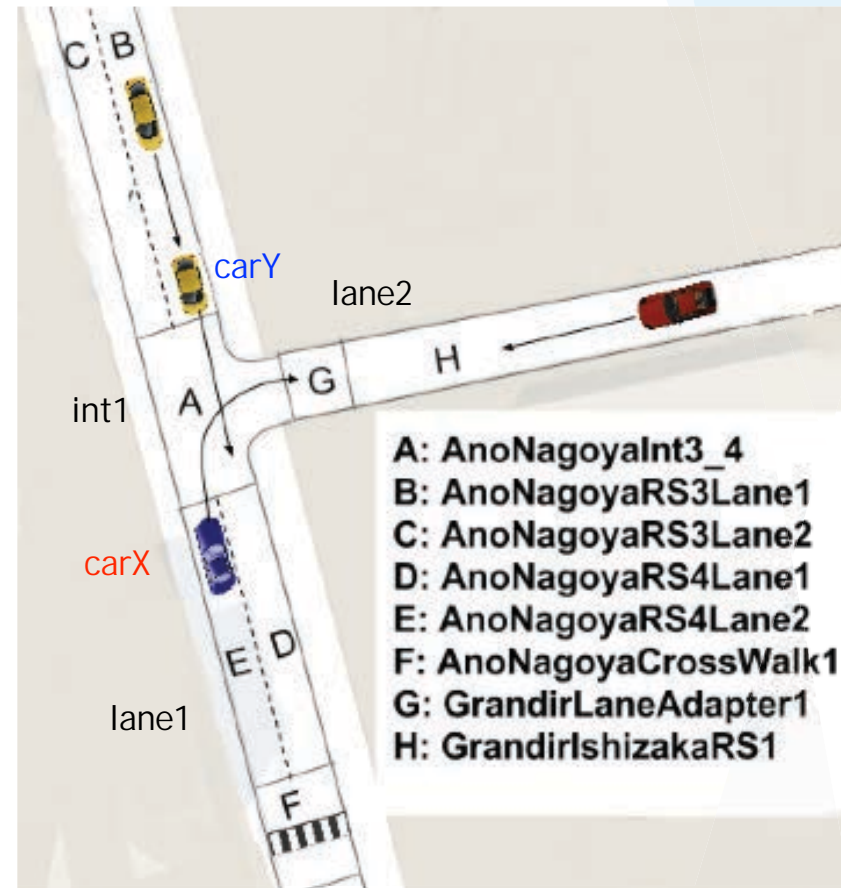 C B
carY
lane2
H
G
A
int1
carX
E D
lane1
F
A: AnoNagoyaInt3_4
B: AnoNagoyaRS3Lane1
C: AnoNagoyaRS3Lane2
D: AnoNagoyaRS4Lane1
E: AnoNagoyaRS4Lane2
F: AnoNagoyaCrossWalk1
G: GrandirLaneAdapter1
H: GrandirIshizakaRS1